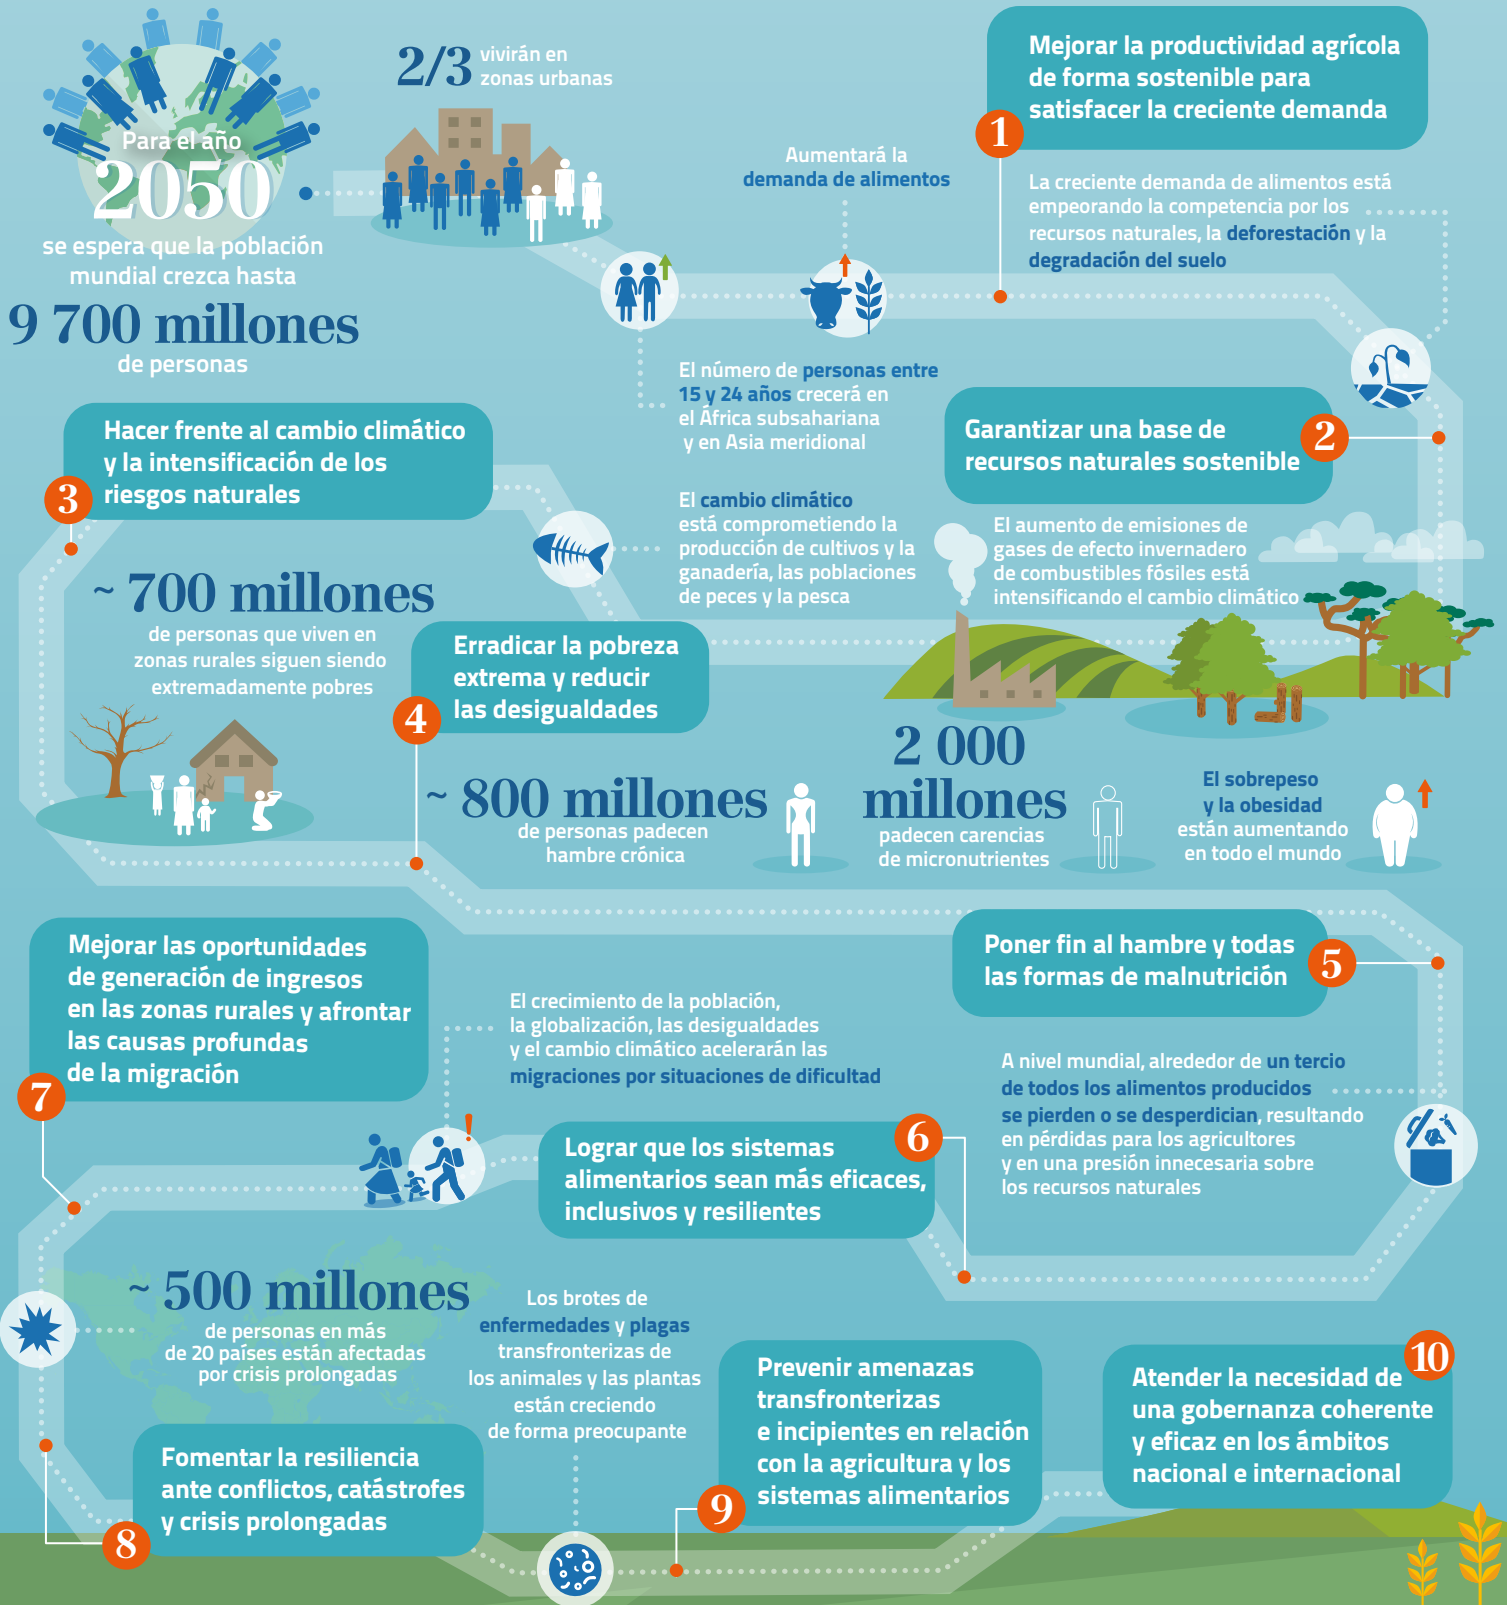 Para el año
2050
se espera que la población
mundial crezca hasta
9 700 millones
de personas
2/3 vivirán en
zonas urbanas
Aumentará la
demanda de alimentos
1
Mejorar la productividad agrícola
de forma sostenible para
satisfacer la creciente demanda
La creciente demanda de alimentos está
empeorando la competencia por los
recursos naturales, la deforestación y la
degradación del suelo
El número de personas entre
15 y 24 años crecerá en
el África subsahariana
y en Asia meridional
2
Garantizar una base de
recursos naturales sostenible
El cambio climático
está comprometiendo la
producción de cultivos y la
ganadería, las poblaciones
de peces y la pesca
El aumento de emisiones de
gases de efecto invernadero
de combustibles fósiles está
intensificando el cambio climático
3
Hacer frente al cambio climático
y la intensificación de los
riesgos naturales
~ 700 millones
de personas que viven en
zonas rurales siguen siendo
extremadamente pobres
4
Erradicar la pobreza
extrema y reducir
las desigualdades
~ 800 millones
de personas padecen
hambre crónica
2 000
millones
padecen carencias
de micronutrientes
El sobrepeso
y la obesidad
están aumentando
en todo el mundo
5
Poner fin al hambre y todas
las formas de malnutrición
A nivel mundial, alrededor de un tercio
de todos los alimentos producidos
se pierden o se desperdician, resultando
en pérdidas para los agricultores
y en una presión innecesaria sobre
los recursos naturales
6
Lograr que los sistemas
alimentarios sean más eficaces,
inclusivos y resilientes
El crecimiento de la población,
la globalización, las desigualdades
y el cambio climático acelerarán las
migraciones por situaciones de dificultad
!
7
Mejorar las oportunidades
de generación de ingresos
en las zonas rurales y afrontar
las causas profundas
de la migración
~ 500 millones
de personas en más
de 20 países están afectadas
por crisis prolongadas
8
Fomentar la resiliencia
ante conflictos, catástrofes
y crisis prolongadas
Los brotes de
enfermedades y plagas
transfronterizas de
los animales y las plantas
están creciendo
de forma preocupante
9
Prevenir amenazas
transfronterizas
e incipientes en relación
con la agricultura y los
sistemas alimentarios
10
Atender la necesidad de
una gobernanza coherente
y eficaz en los ámbitos
nacional e internacional